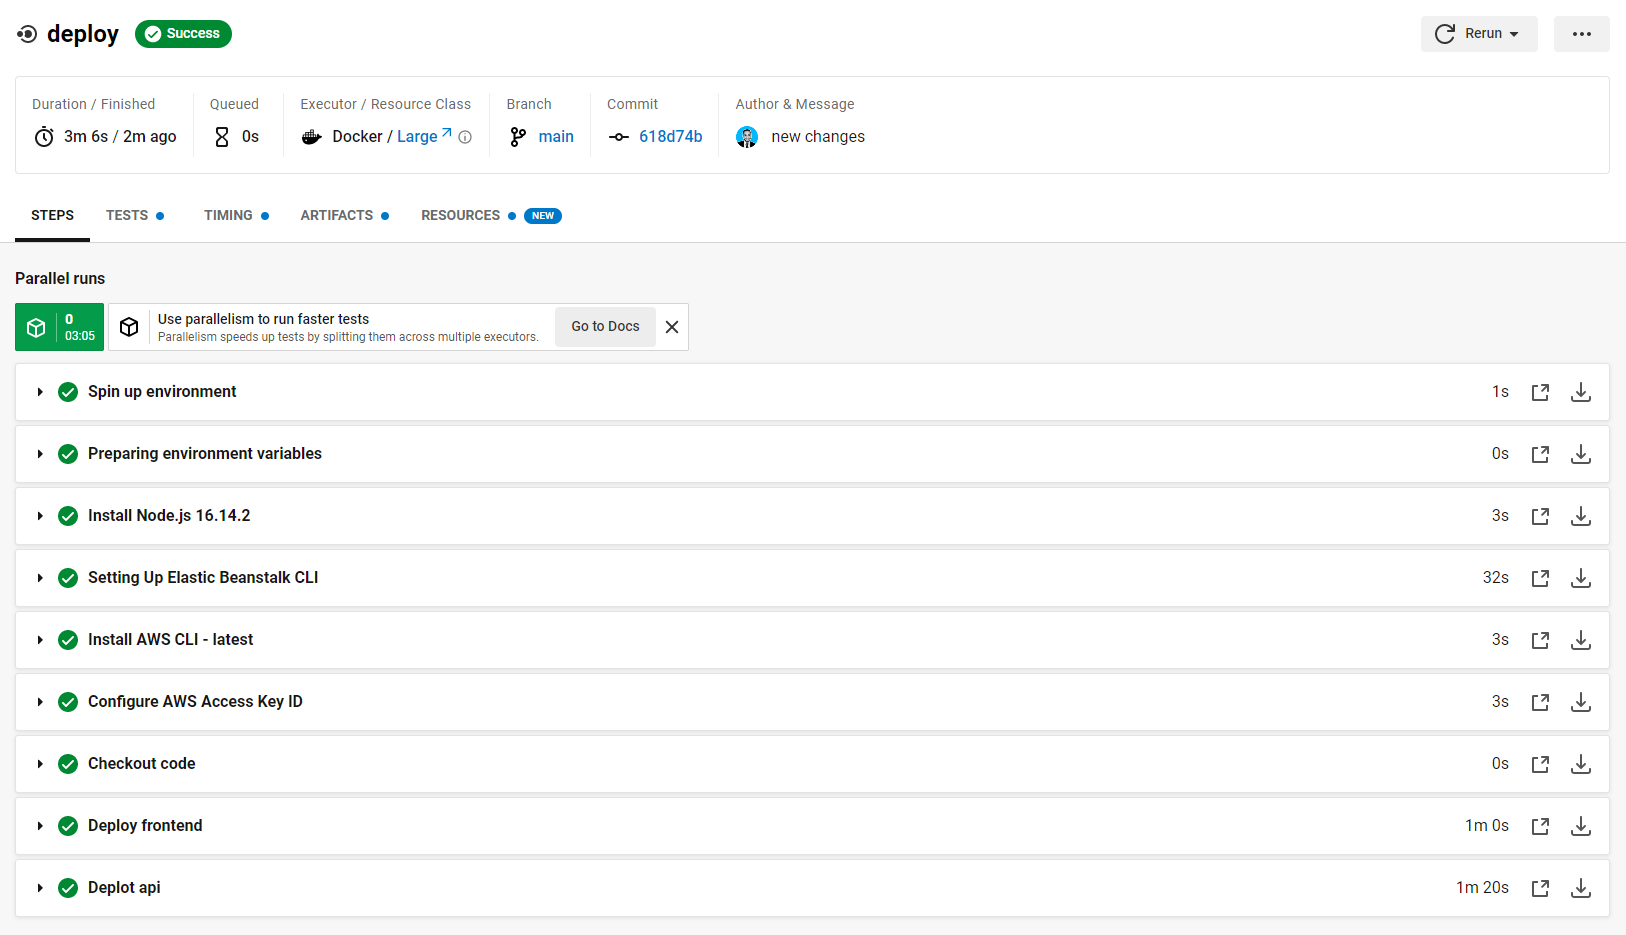 deploy Success Rerun
Duration / Finished Queued Executor / Resource Class Branch Commit Author & Message
3m 6s / 2m ago 0s Docker / Large main 618d74b new changes
STEPS TESTS TIMING ARTIFACTS RESOURCES NEW
Parallel runs
0
03:05
Use parallelism to run faster tests
Parallelism speeds up tests by splitting them across multiple executors.
Go to Docs
Spin up environment 1s
Preparing environment variables 0s
Install Node.js 16.14.2 3s
Setting Up Elastic Beanstalk CLI 32s
Install AWS CLI - latest 3s
Configure AWS Access Key ID 3s
Checkout code 0s
Deploy frontend 1m 0s
Deplot api 1m 20s